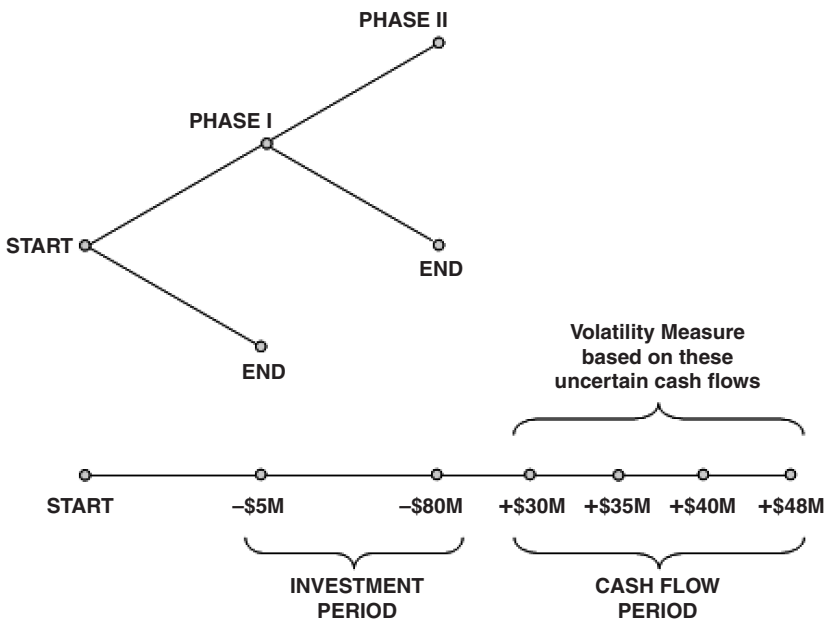 PHASE II
PHASE I
START
END
END
Volatility Measure
based on these
uncertain cash flows
START
–$5M
–$80M
+$30M
+$35M
+$40M
+$48M
INVESTMENT
PERIOD
CASH FLOW
PERIOD